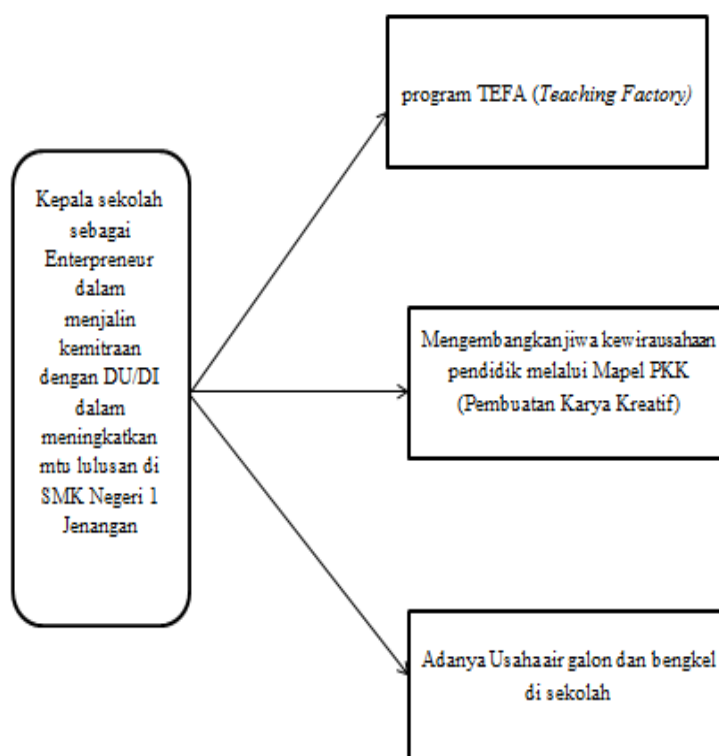 program TEFA (Teaching Factory)
Kepala sekolah
sebagai
Enterpreneur
dalam
menjalin
kemitraan
dengan DU/DI
dalam
meningkatkan
mtu lulusan di
SMK Negeri 1
Jenangan
Mengembangkan jiwa kewirausahaan
pendidik melalui Mapel PKK
(Pembuatan Karya Kreatif)
Adanya Usaha air galon dan bengkel
di sekolah